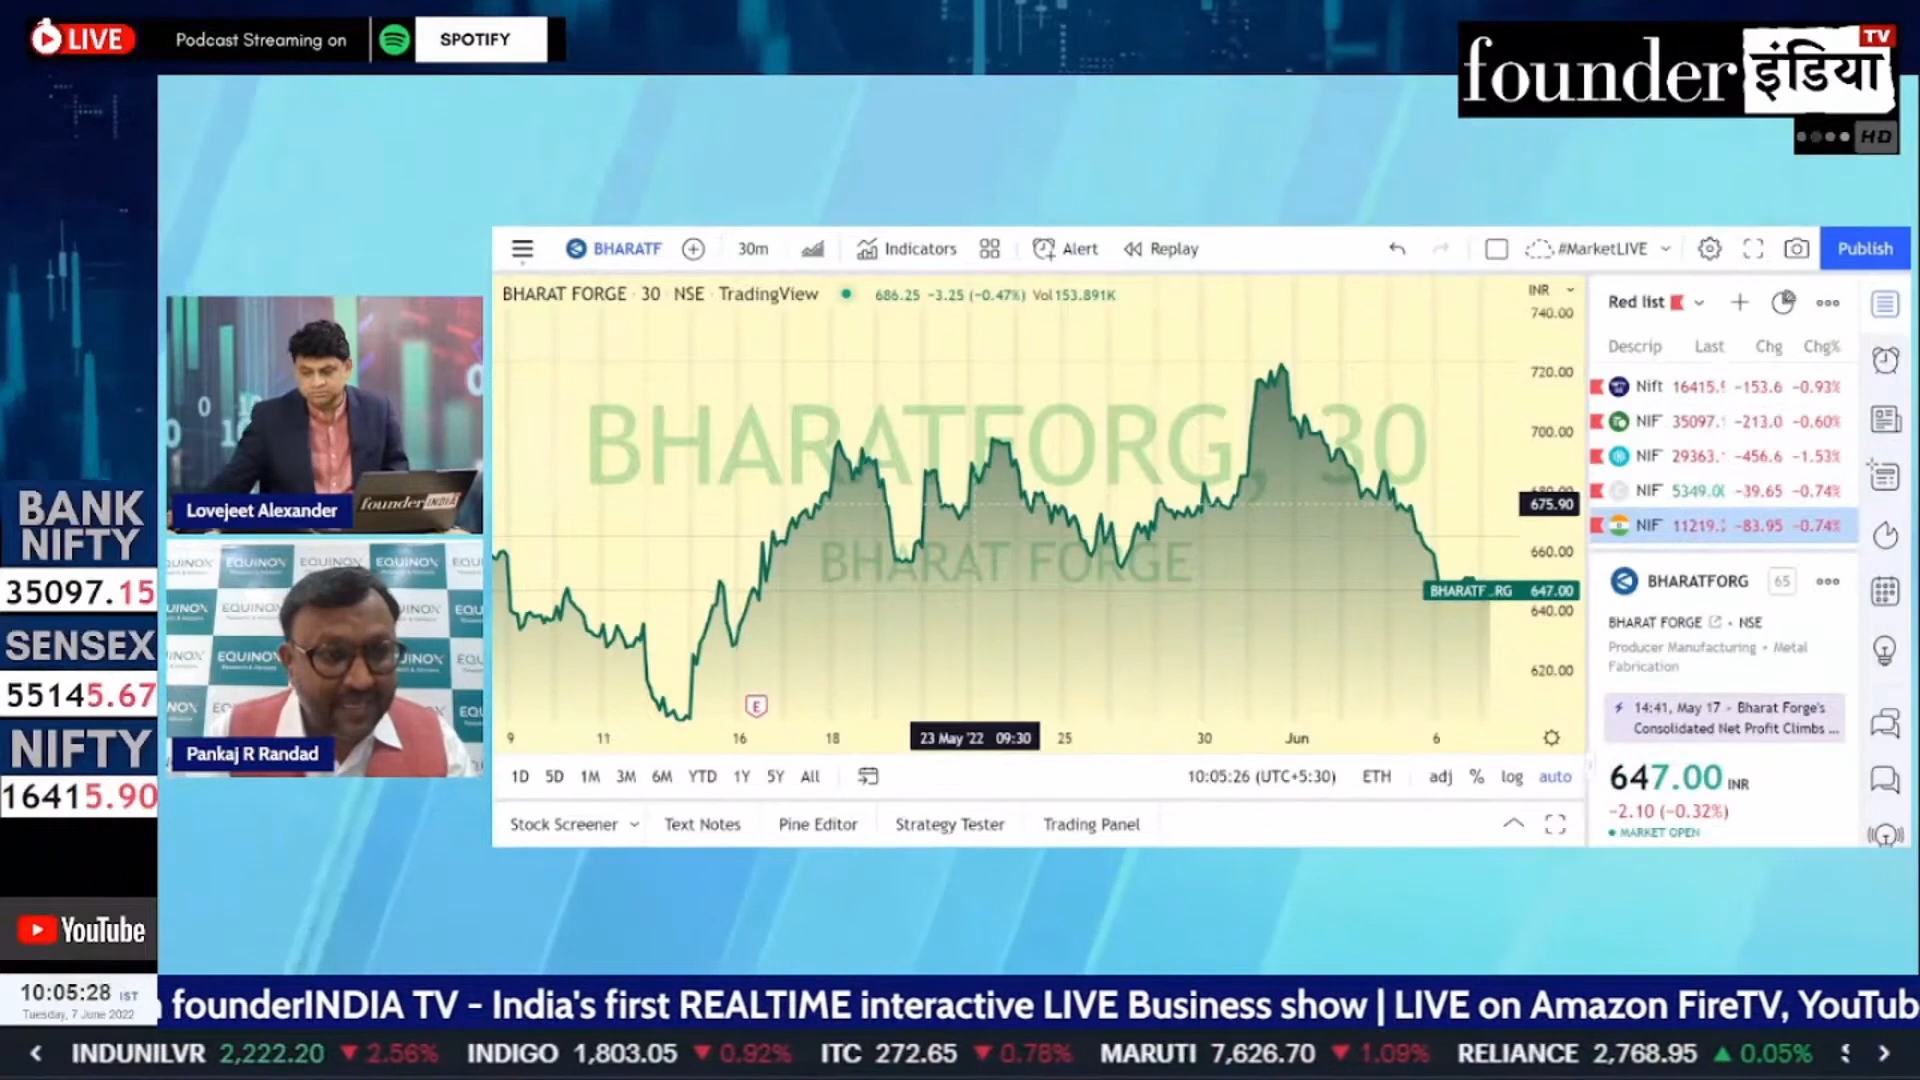 LIVE
Podcast Streaming on
SPOTIFY
founder इंडिया TV
HD
BHARATF
30m
Indicators
Alert
Replay
#MarketLIVE
Publish
BHARAT FORGE · 30 · NSE · TradingView
686.25 −3.25 (−0.47%) Vol 153.891K
INR
740.00
720.00
700.00
675.90
660.00
BHARATF..RG 647.00
640.00
620.00
BHARATFORG, 30
BHARAT FORGE
E
9 11 16 18 23 May '22 09:30 25 30 Jun 6
1D 5D 1M 3M 6M YTD 1Y 5Y All
10:05:26 (UTC+5:30) ETH adj % log auto
Stock Screener Text Notes Pine Editor Strategy Tester Trading Panel
Red list
Descrip Last Chg Chg%
Nift −153.6 −0.93%
NIF −213.0 −0.60%
NIF −456.6 −1.53%
NIF −39.65 −0.74%
NIF −83.95 −0.74%
BHARATFORG 65
BHARAT FORGE · NSE
Producer Manufacturing · Metal
Fabrication
14:41, May 17 - Bharat Forge's
Consolidated Net Profit Climbs ...
647.00 INR
−2.10 (−0.32%)
MARKET OPEN
founder INDIA
Lovejeet Alexander
EQUINOX
EQUINOX
EQUINOX
Pankaj R Randad
BANK
NIFTY
35097.15
SENSEX
55145.67
NIFTY
16415.90
YouTube
10:05:28 IST
Tuesday, 7 June 2022
founderINDIA TV - India's first REALTIME interactive LIVE Business show | LIVE on Amazon FireTV, YouTub
INDUNILVR 2,222.20 ▼ 2.56% INDIGO 1,803.05 ▼ 0.92% ITC 272.65 ▼ 0.78% MARUTI 7,626.70 ▼ 1.09% RELIANCE 2,768.95 ▲ 0.05%